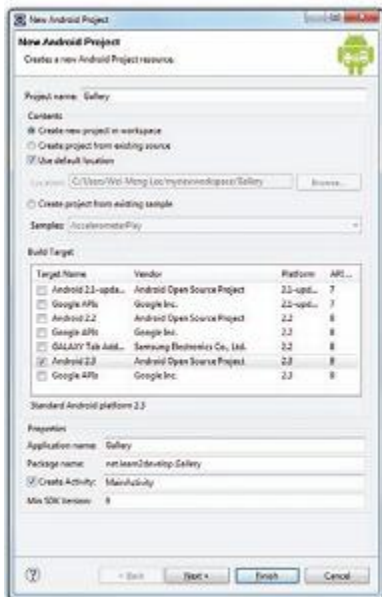 New Android Project
New Android Project
Creates a new Android Project resource.
Project name: Gallery
Contents
Create new project in workspace
Create project from existing source
Use default location
Location: C:/Users/Wei-Meng Lee/mynewworkspace/Gallery Browse...
Create project from existing sample
Samples: AccelerometerPlay
Build Target
Target Name Vendor Platform API...
Android 2.1-upda... Android Open Source Project 2.1-upd... 7
Google APIs Google Inc. 2.1-upd... 7
Android 2.2 Android Open Source Project 2.2 8
Google APIs Google Inc. 2.2 8
GALAXY Tab Add... Samsung Electronics Co., Ltd. 2.2 8
Android 2.3 Android Open Source Project 2.3 9
Google APIs Google Inc. 2.3 9
Standard Android platform 2.3
Properties
Application name: Gallery
Package name: net.learn2develop.Gallery
Create Activity: MainActivity
Min SDK Version: 9
< Back Next > Finish Cancel